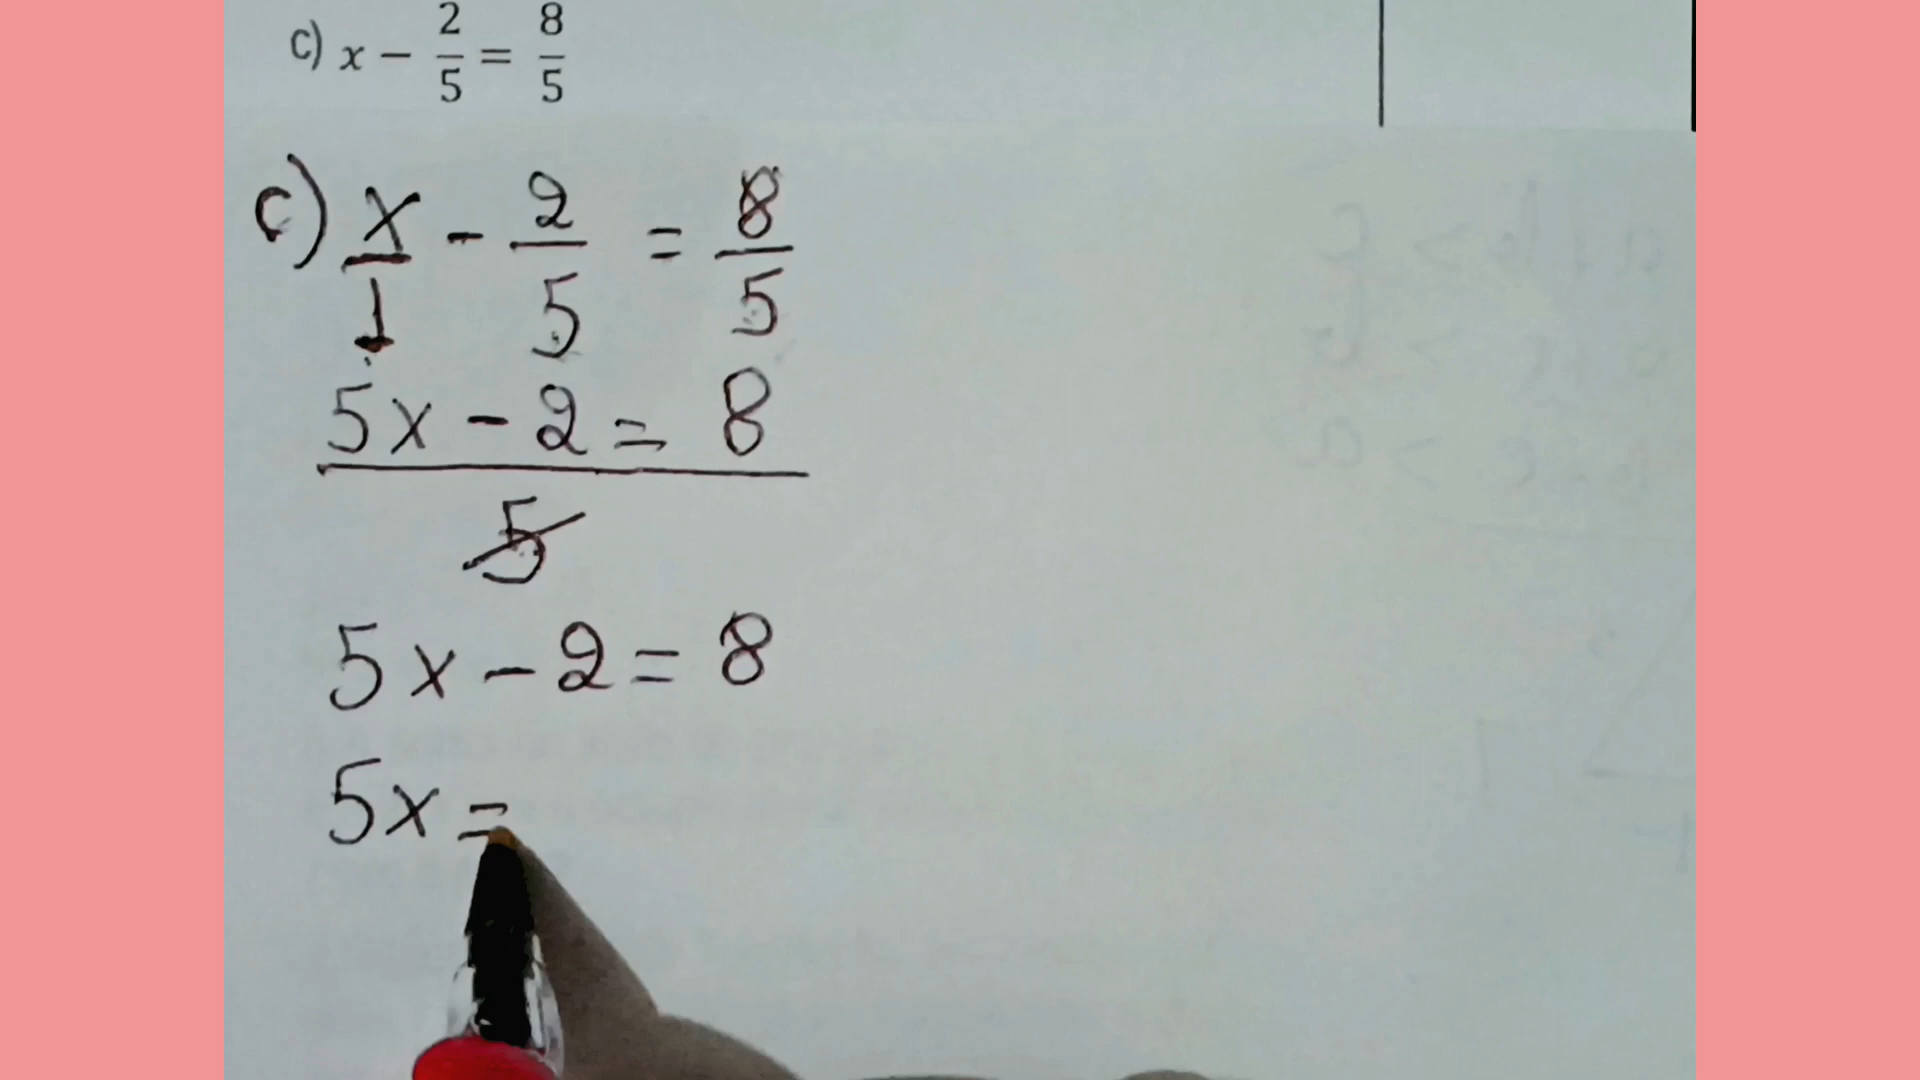 c) x − 2/5 = 8/5
c) x/1 - 2/5 = 8/5
5x - 2 = 8
5
5x - 2 = 8
5x =